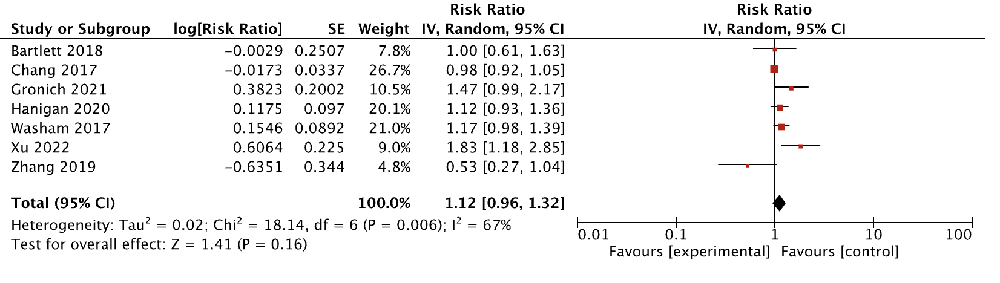 Risk Ratio Risk Ratio
Study or Subgroup log[Risk Ratio] SE Weight IV, Random, 95% CI IV, Random, 95% CI
Bartlett 2018 −0.0029 0.2507 7.8% 1.00 [0.61, 1.63]
Chang 2017 −0.0173 0.0337 26.7% 0.98 [0.92, 1.05]
Gronich 2021 0.3823 0.2002 10.5% 1.47 [0.99, 2.17]
Hanigan 2020 0.1175 0.097 20.1% 1.12 [0.93, 1.36]
Washam 2017 0.1546 0.0892 21.0% 1.17 [0.98, 1.39]
Xu 2022 0.6064 0.225 9.0% 1.83 [1.18, 2.85]
Zhang 2019 −0.6351 0.344 4.8% 0.53 [0.27, 1.04]
Total (95% CI) 100.0% 1.12 [0.96, 1.32]
Heterogeneity: Tau² = 0.02; Chi² = 18.14, df = 6 (P = 0.006); I² = 67%
Test for overall effect: Z = 1.41 (P = 0.16)
0.01 0.1 1 10 100
Favours [experimental] Favours [control]